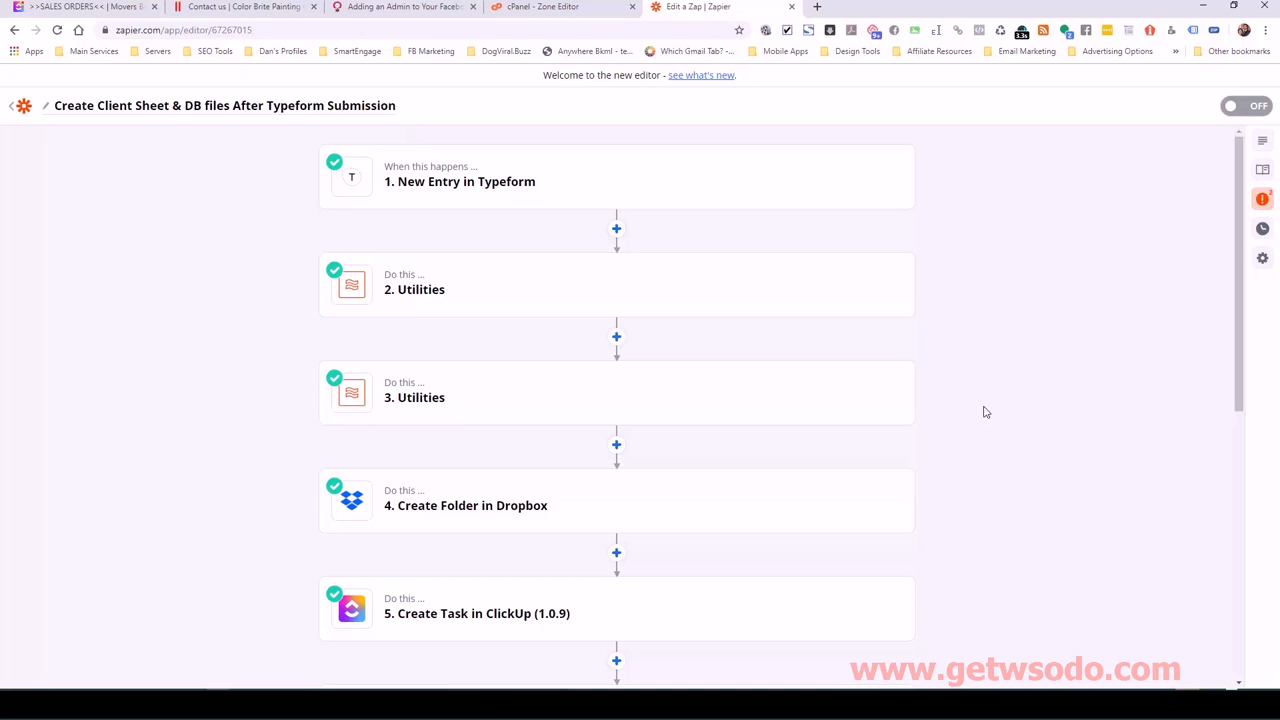 >>SALES ORDERS<< | Movers B
Contact us | Color Brite Painting
Adding an Admin to Your Facebo
cPanel - Zone Editor
Edit a Zap | Zapier
zapier.com/app/editor/67267015
Apps
Main Services
Servers
SEO Tools
Dan's Profiles
SmartEngage
FB Marketing
DogViral.Buzz
Anywhere Bkml - te...
Which Gmail Tab? -...
Mobile Apps
Design Tools
Affiliate Resources
Email Marketing
Advertising Options
Other bookmarks
Welcome to the new editor - see what's new.
Create Client Sheet & DB files After Typeform Submission
OFF
When this happens ...
1. New Entry in Typeform
Do this ...
2. Utilities
Do this ...
3. Utilities
Do this ...
4. Create Folder in Dropbox
Do this ...
5. Create Task in ClickUp (1.0.9)
www.getwsodo.com